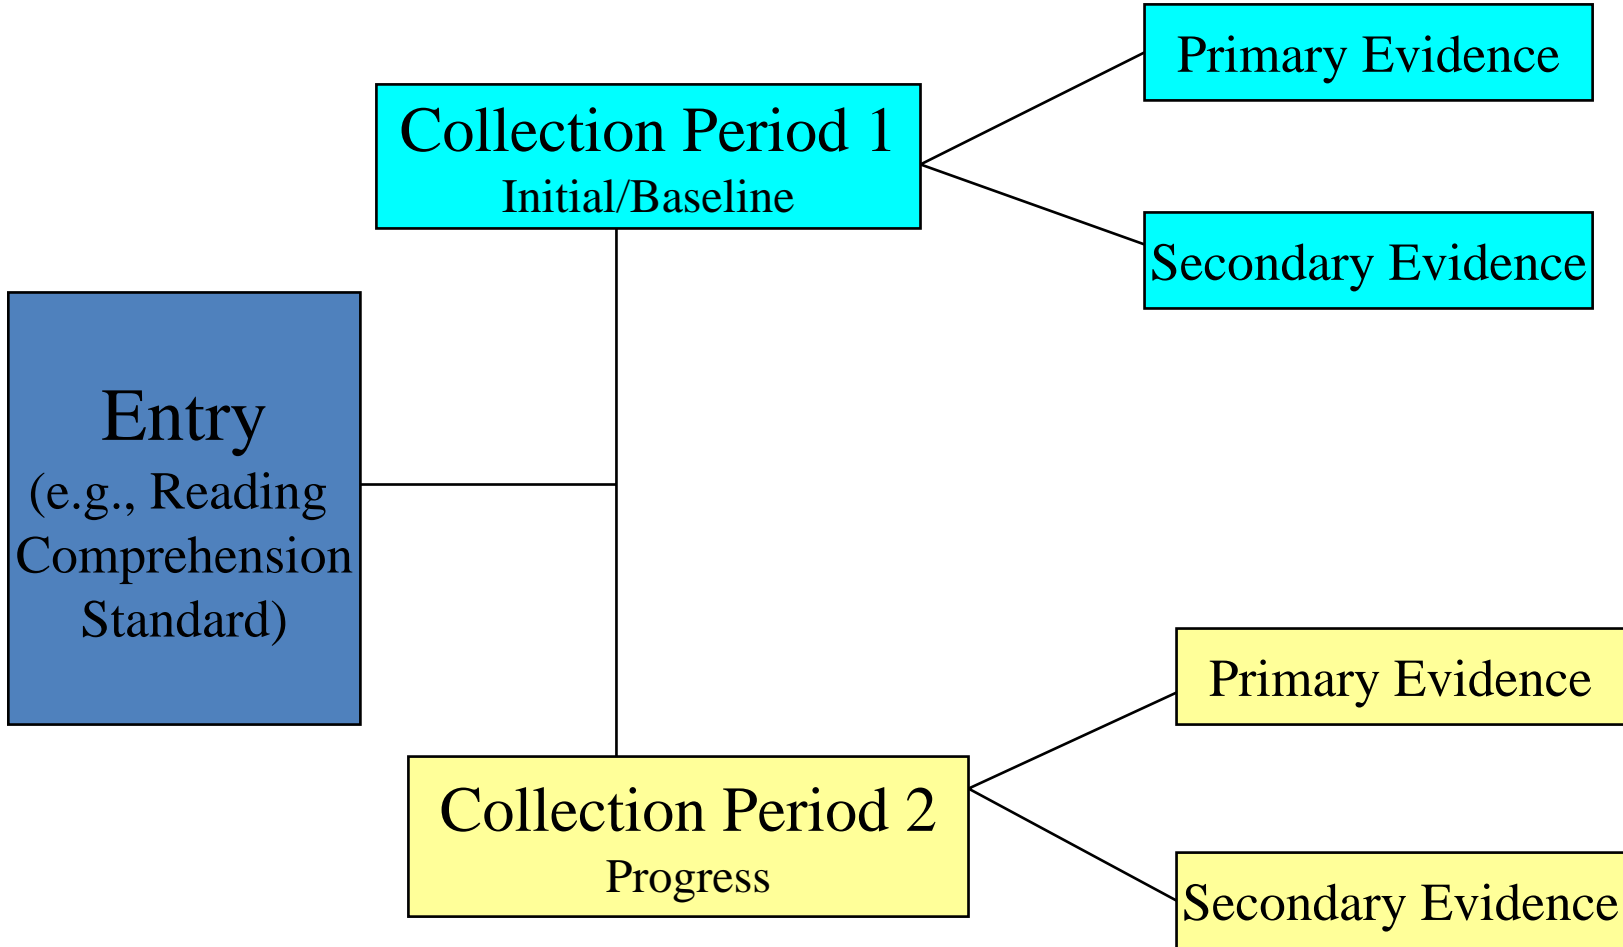 Primary Evidence
Collection Period 1
Initial/Baseline
Secondary Evidence
Entry
(e.g., Reading
Comprehension
Standard)
Primary Evidence
Collection Period 2
Progress
Secondary Evidence